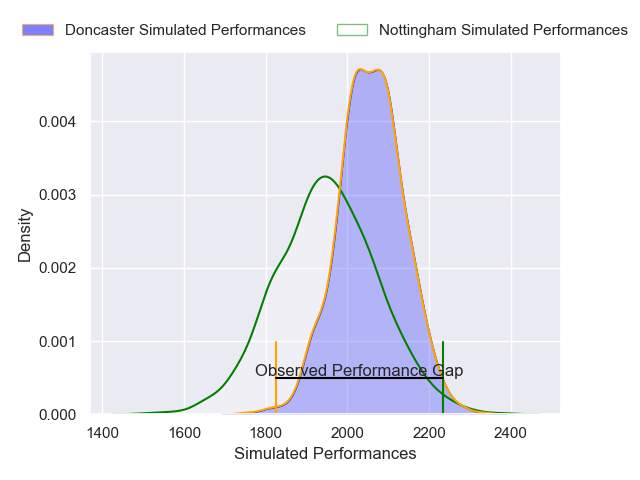 Doncaster Simulated Performances
Nottingham Simulated Performances
Density
0.004
0.003
0.002
0.001
0.000
Observed Performance Gap
1400
1600
1800
2000
2200
2400
Simulated Performances